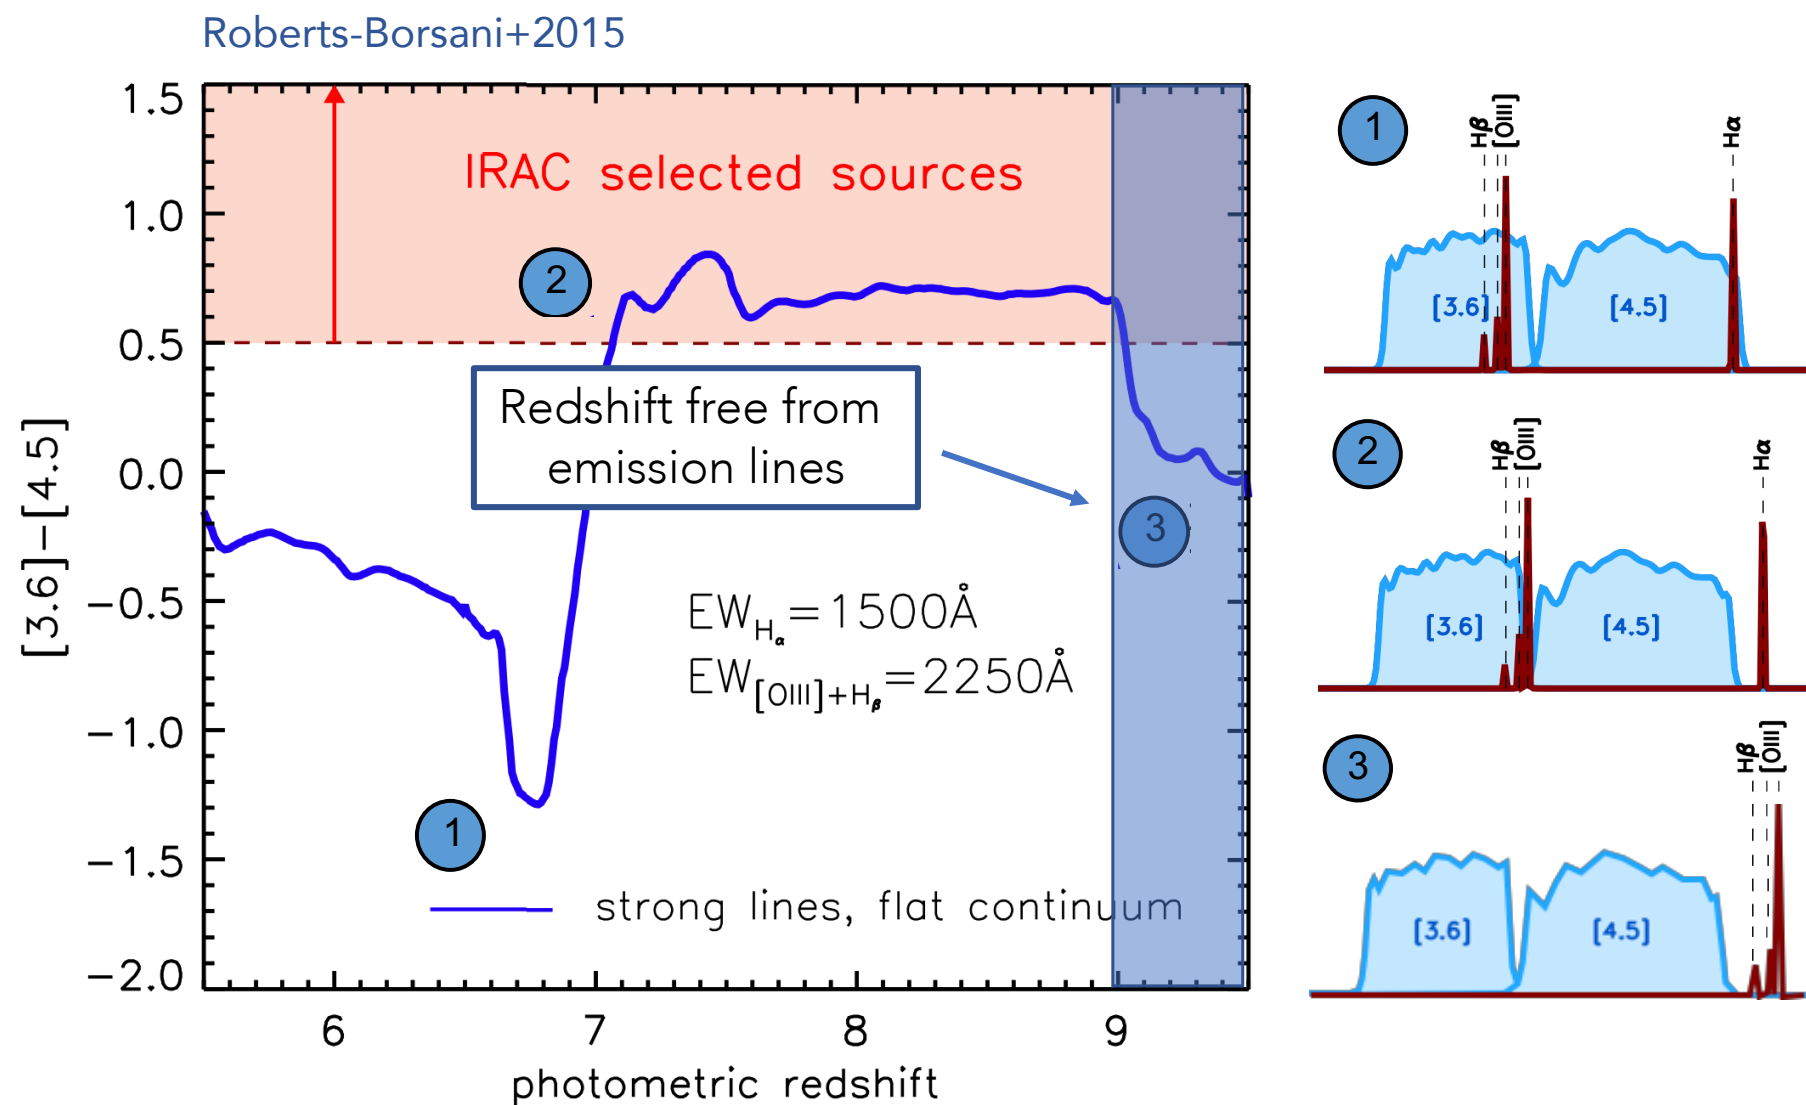 Roberts-Borsani+2015
1.5
1.0
0.5
0.0
−0.5
−1.0
−1.5
−2.0
[3.6]−[4.5]
IRAC selected sources
2
Redshift free from
emission lines
3
EW_Hα=1500Å
EW_[OIII]+Hβ=2250Å
1
strong lines, flat continuum
6 7 8 9
photometric redshift
1
Hβ [OIII] Hα
[3.6] [4.5]
2
Hβ [OIII] Hα
[3.6] [4.5]
3
Hβ [OIII]
[3.6] [4.5]